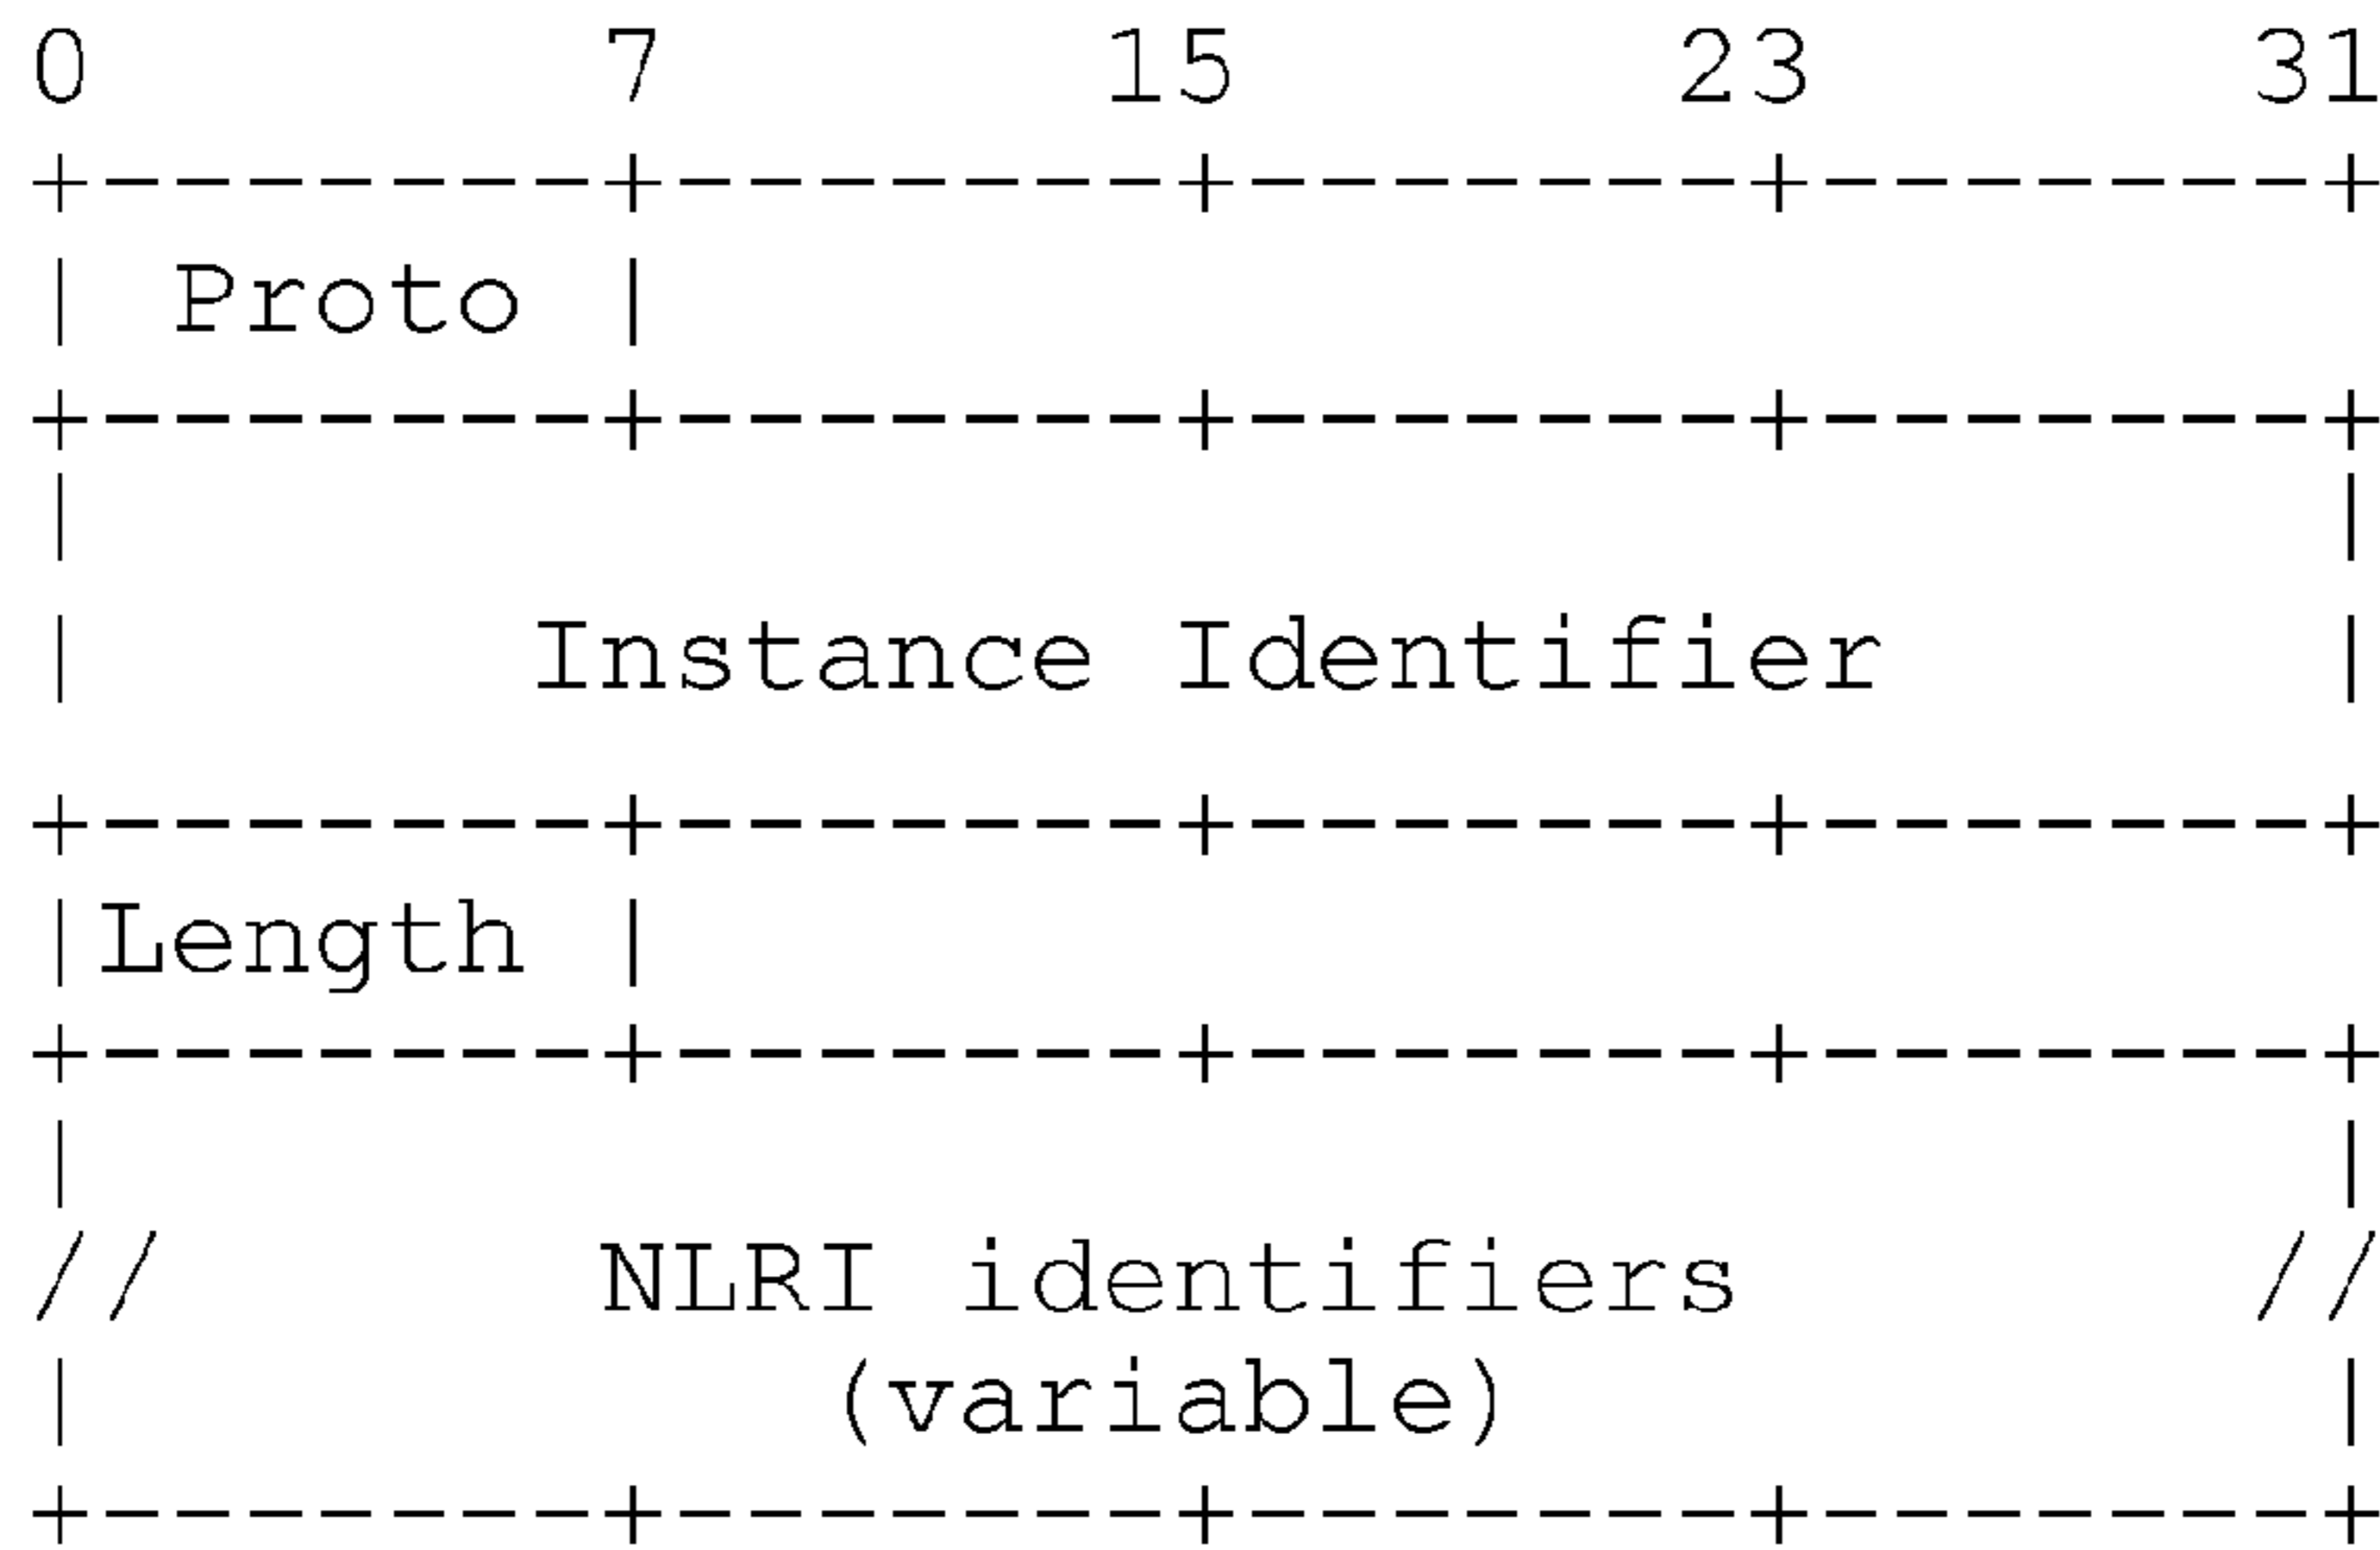 0       7      15      23      31
+-------+-------+-------+-------+
| Proto |
+-------+-------+-------+-------+
|                               |
|      Instance Identifier      |
+-------+-------+-------+-------+
|Length |
+-------+-------+-------+-------+
|                               |
//      NLRI identifiers       //
|          (variable)           |
+-------+-------+-------+-------+